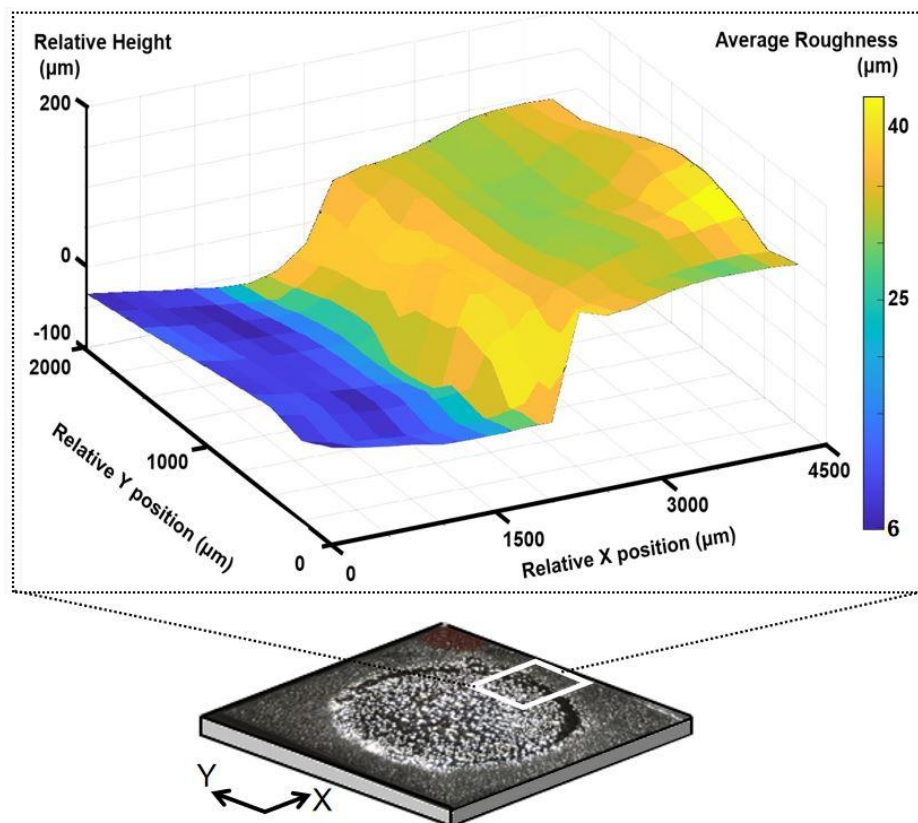 Relative Height
(µm)
Average Roughness
(µm)
200
0
-100
40
25
6
2000
1000
0
Relative Y position (µm)
0
1500
3000
4500
Relative X position (µm)
Y
X